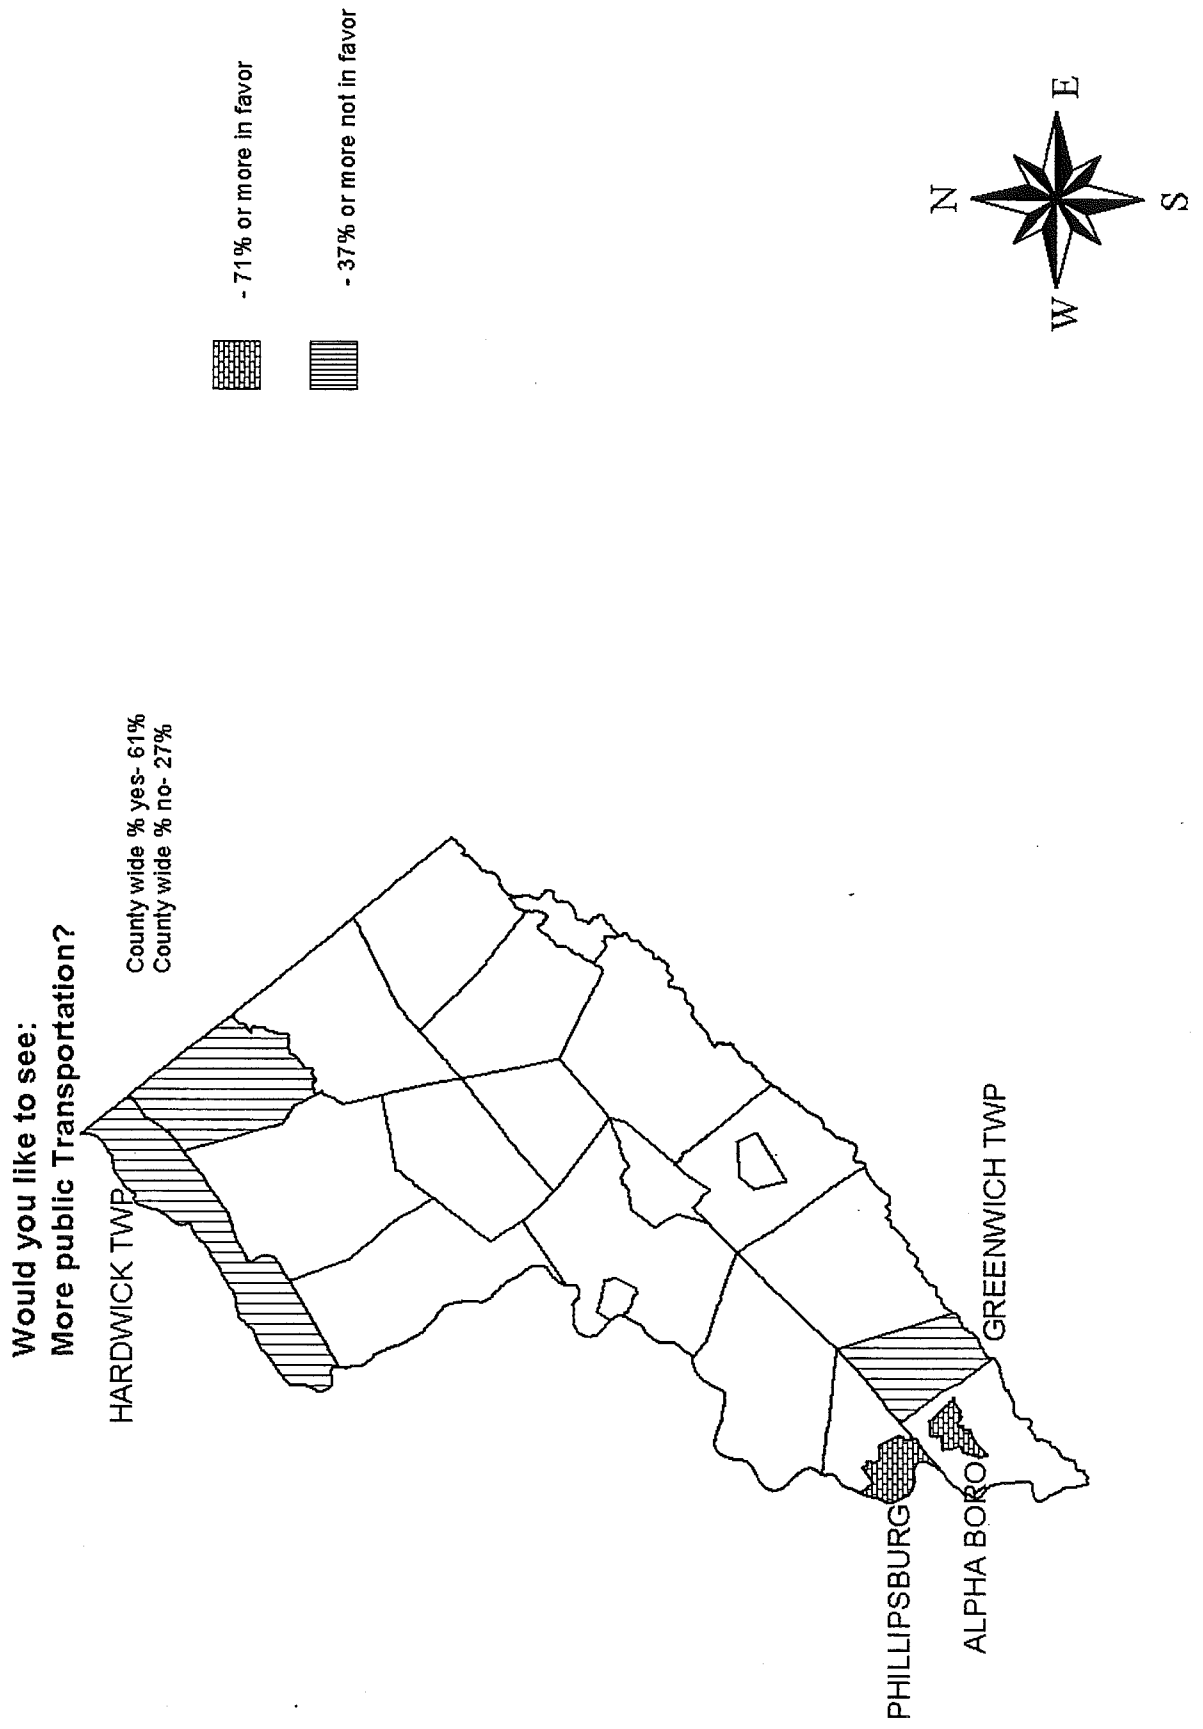 Would you like to see:
More public Transportation?
HARDWICK TWP
County wide % yes- 61%
County wide % no- 27%
- 71% or more in favor
- 37% or more not in favor
PHILLIPSBURG
ALPHA BORO
GREENWICH TWP
N
W
E
S